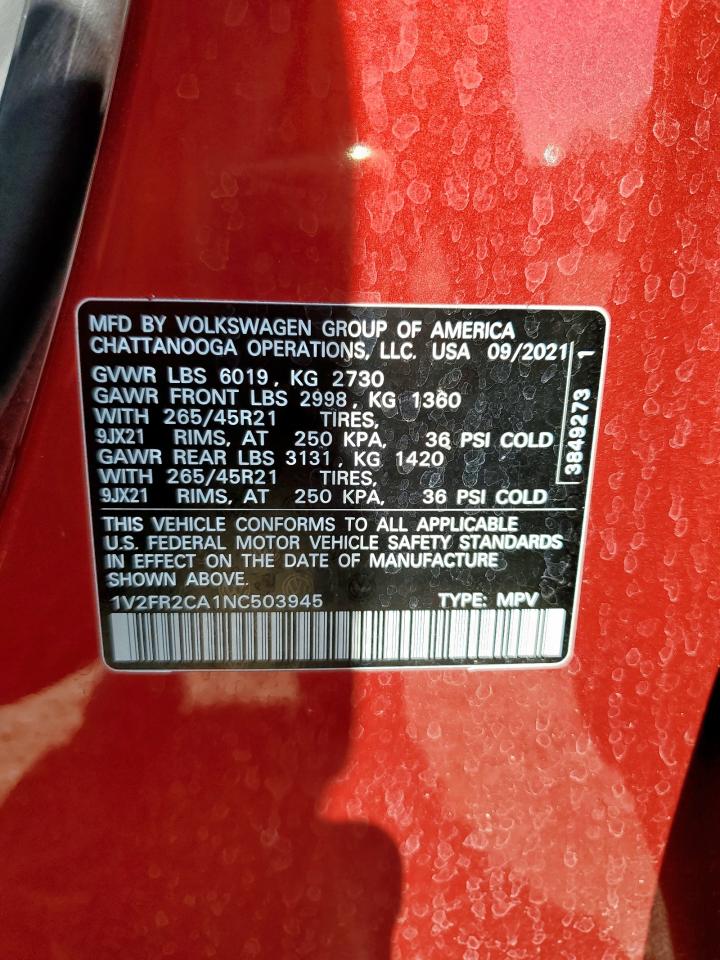 MFD BY VOLKSWAGEN GROUP OF AMERICA
CHATTANOOGA OPERATIONS, LLC. USA 09/2021
GVWR LBS 6019, KG 2730
GAWR FRONT LBS 2998, KG 1360
WITH 265/45R21 TIRES,
9JX21 RIMS, AT 250 KPA, 36 PSI COLD
GAWR REAR LBS 3131, KG 1420
WITH 265/45R21 TIRES,
9JX21 RIMS, AT 250 KPA, 36 PSI COLD
3849273 1
THIS VEHICLE CONFORMS TO ALL APPLICABLE
U.S. FEDERAL MOTOR VEHICLE SAFETY STANDARDS
IN EFFECT ON THE DATE OF MANUFACTURE
SHOWN ABOVE.
1V2FR2CA1NC503945 TYPE: MPV